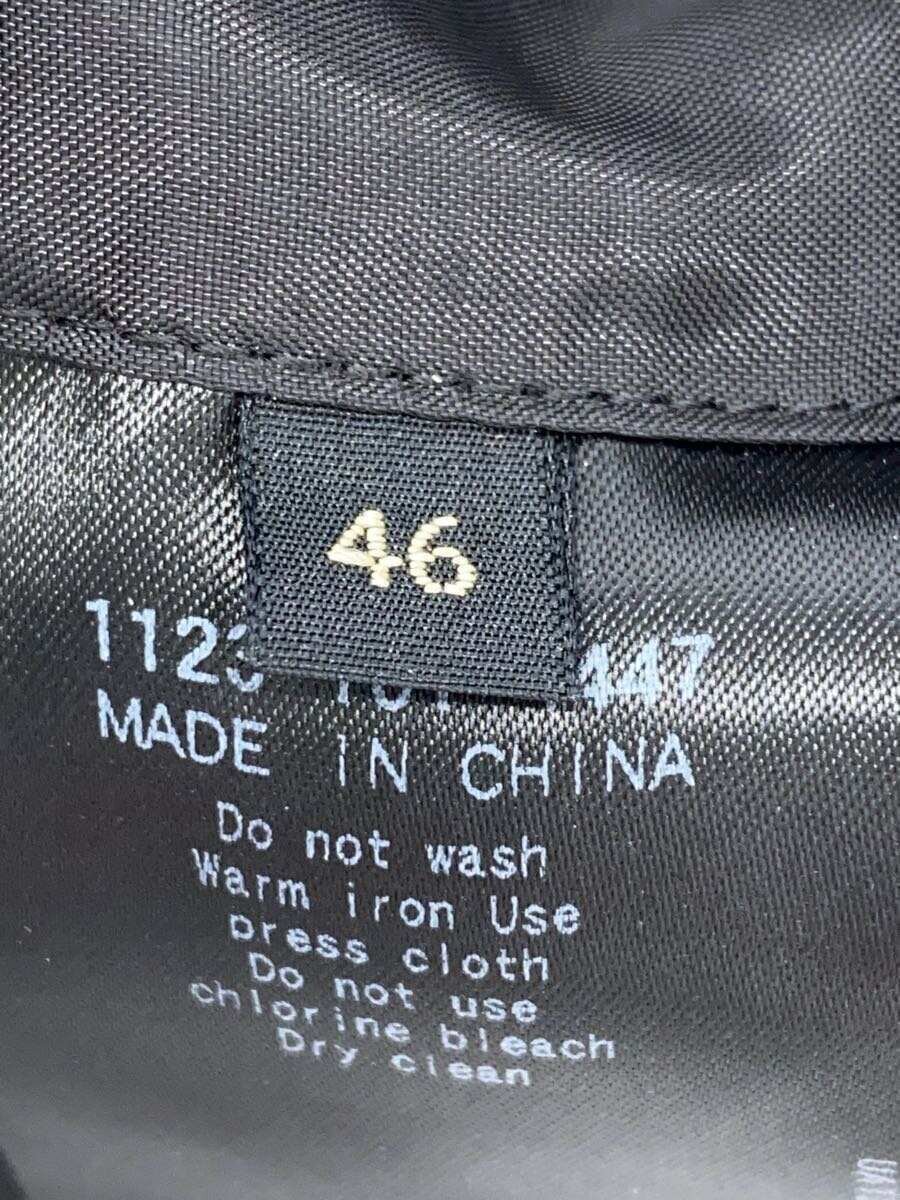 46
MADE IN CHINA
Do not wash
Warm iron Use
press cloth
Do not use
chlorine bleach
Dry clean